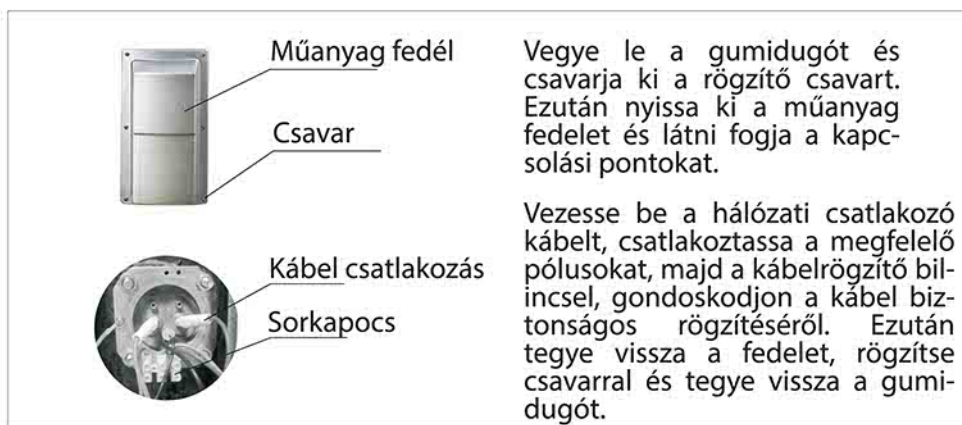 Műanyag fedél
Csavar
Kábel csatlakozás
Sorkapocs
Vegye le a gumidugót és
csavarja ki a rögzítő csavart.
Ezután nyissa ki a műanyag
fedelet és látni fogja a kapc-
solási pontokat.
Vezesse be a hálózati csatlakozó
kábelt, csatlakoztassa a megfelelő
pólusokat, majd a kábelrögzítő bil-
incsel, gondoskodjon a kábel biz-
tonságos rögzítéséről. Ezután
tegye vissza a fedelet, rögzítse
csavarral és tegye vissza a gumi-
dugót.